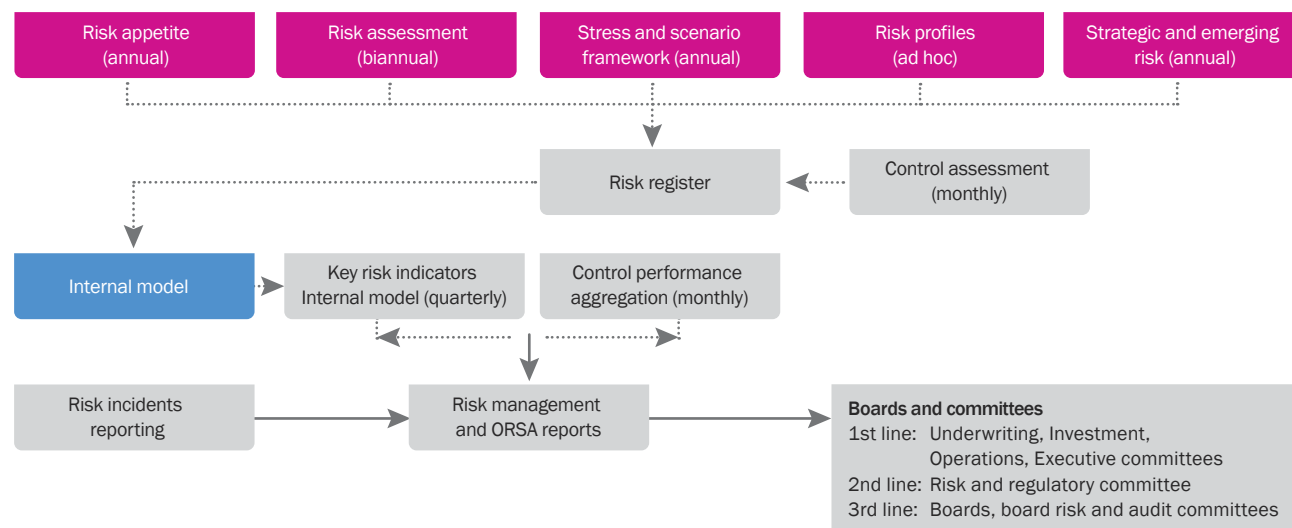 Risk appetite
(annual)
Risk assessment
(biannual)
Stress and scenario
framework (annual)
Risk profiles
(ad hoc)
Strategic and emerging
risk (annual)
Risk register
Control assessment
(monthly)
Internal model
Key risk indicators
Internal model (quarterly)
Control performance
aggregation (monthly)
Risk incidents
reporting
Risk management
and ORSA reports
Boards and committees
1st line: Underwriting, Investment,
Operations, Executive committees
2nd line: Risk and regulatory committee
3rd line: Boards, board risk and audit committees